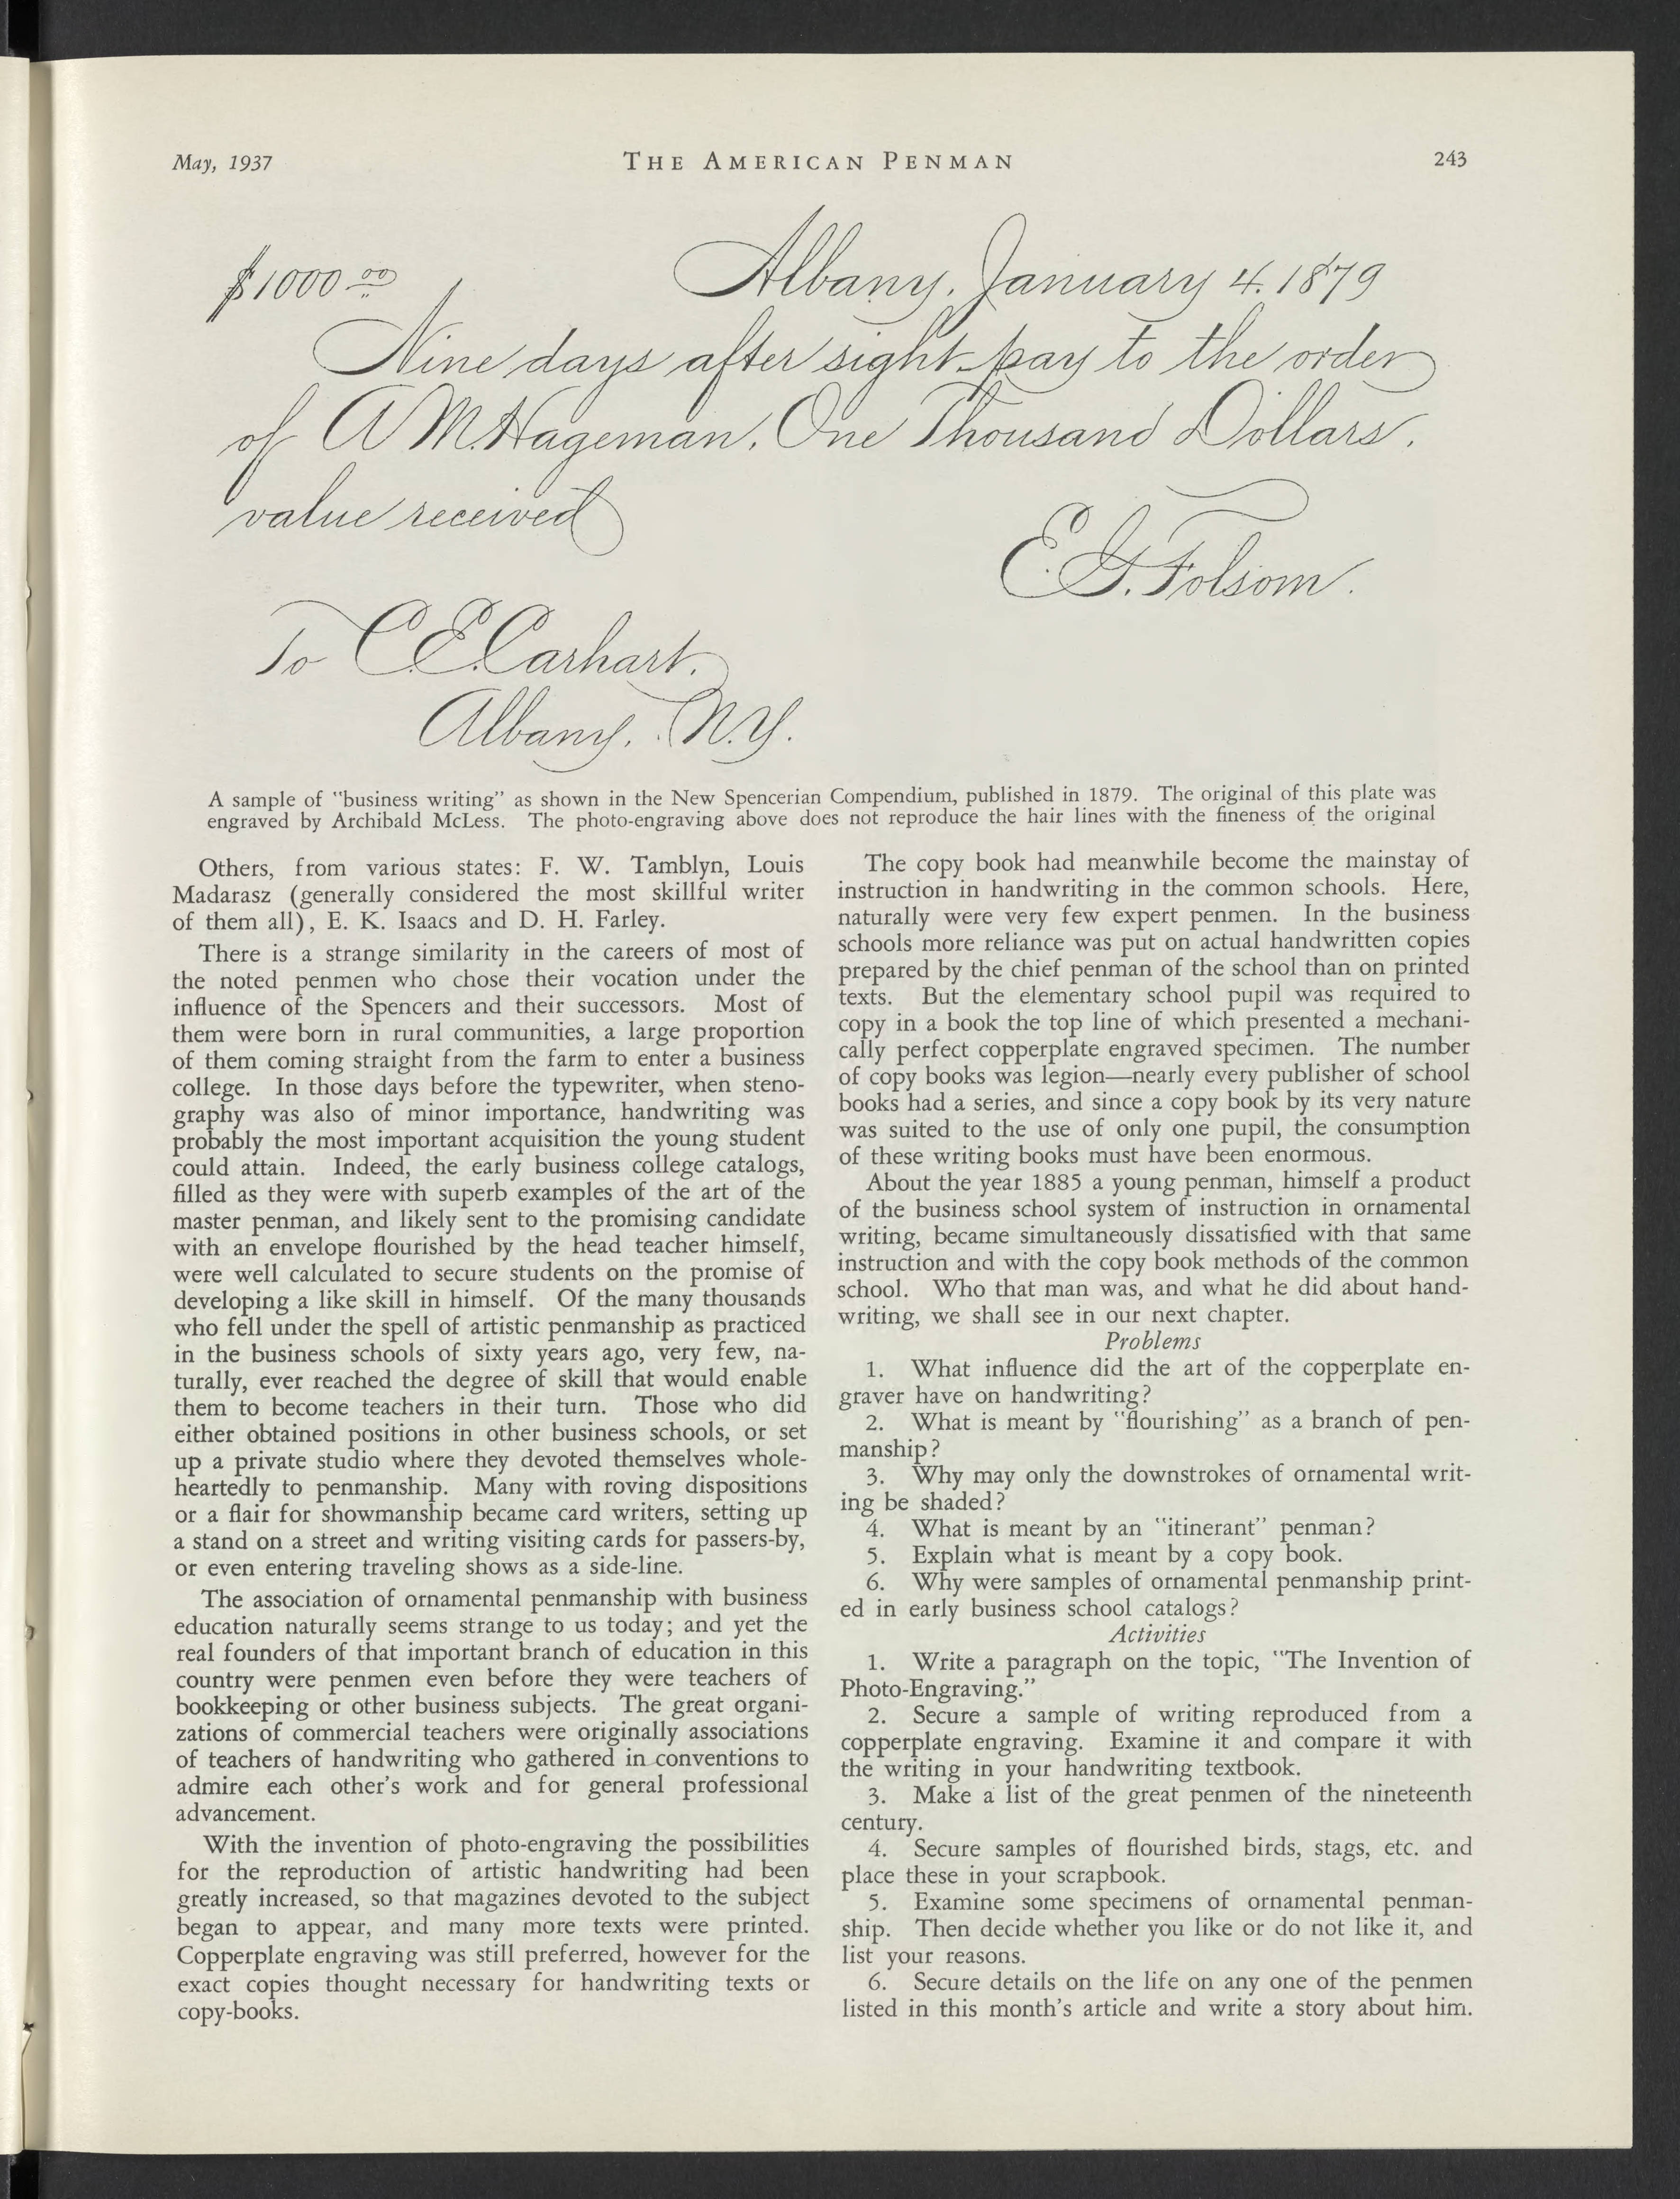 May, 1937
THE AMERICAN PENMAN
243
$1000 00
Albany, January 4. 1879
Nine days after sight pay to the order
of A M. Hageman, One Thousand Dollars,
value received
E. G. Folsom.
To C. E. Carhart,
Albany, N.Y.
A sample of "business writing" as shown in the New Spencerian Compendium, published in 1879. The original of this plate was
engraved by Archibald McLess. The photo-engraving above does not reproduce the hair lines with the fineness of the original
Others, from various states: F. W. Tamblyn, Louis
Madarasz (generally considered the most skillful writer
of them all), E. K. Isaacs and D. H. Farley.
There is a strange similarity in the careers of most of
the noted penmen who chose their vocation under the
influence of the Spencers and their successors. Most of
them were born in rural communities, a large proportion
of them coming straight from the farm to enter a business
college. In those days before the typewriter, when steno-
graphy was also of minor importance, handwriting was
probably the most important acquisition the young student
could attain. Indeed, the early business college catalogs,
filled as they were with superb examples of the art of the
master penman, and likely sent to the promising candidate
with an envelope flourished by the head teacher himself,
were well calculated to secure students on the promise of
developing a like skill in himself. Of the many thousands
who fell under the spell of artistic penmanship as practiced
in the business schools of sixty years ago, very few, na-
turally, ever reached the degree of skill that would enable
them to become teachers in their turn. Those who did
either obtained positions in other business schools, or set
up a private studio where they devoted themselves whole-
heartedly to penmanship. Many with roving dispositions
or a flair for showmanship became card writers, setting up
a stand on a street and writing visiting cards for passers-by,
or even entering traveling shows as a side-line.
The association of ornamental penmanship with business
education naturally seems strange to us today; and yet the
real founders of that important branch of education in this
country were penmen even before they were teachers of
bookkeeping or other business subjects. The great organi-
zations of commercial teachers were originally associations
of teachers of handwriting who gathered in conventions to
admire each other's work and for general professional
advancement.
With the invention of photo-engraving the possibilities
for the reproduction of artistic handwriting had been
greatly increased, so that magazines devoted to the subject
began to appear, and many more texts were printed.
Copperplate engraving was still preferred, however for the
exact copies thought necessary for handwriting texts or
copy-books.
The copy book had meanwhile become the mainstay of
instruction in handwriting in the common schools. Here,
naturally were very few expert penmen. In the business
schools more reliance was put on actual handwritten copies
prepared by the chief penman of the school than on printed
texts. But the elementary school pupil was required to
copy in a book the top line of which presented a mechani-
cally perfect copperplate engraved specimen. The number
of copy books was legion—nearly every publisher of school
books had a series, and since a copy book by its very nature
was suited to the use of only one pupil, the consumption
of these writing books must have been enormous.
About the year 1885 a young penman, himself a product
of the business school system of instruction in ornamental
writing, became simultaneously dissatisfied with that same
instruction and with the copy book methods of the common
school. Who that man was, and what he did about hand-
writing, we shall see in our next chapter.
Problems
1. What influence did the art of the copperplate en-
graver have on handwriting?
2. What is meant by "flourishing" as a branch of pen-
manship?
3. Why may only the downstrokes of ornamental writ-
ing be shaded?
4. What is meant by an "itinerant" penman?
5. Explain what is meant by a copy book.
6. Why were samples of ornamental penmanship print-
ed in early business school catalogs?
Activities
1. Write a paragraph on the topic, "The Invention of
Photo-Engraving."
2. Secure a sample of writing reproduced from a
copperplate engraving. Examine it and compare it with
the writing in your handwriting textbook.
3. Make a list of the great penmen of the nineteenth
century.
4. Secure samples of flourished birds, stags, etc. and
place these in your scrapbook.
5. Examine some specimens of ornamental penman-
ship. Then decide whether you like or do not like it, and
list your reasons.
6. Secure details on the life on any one of the penmen
listed in this month's article and write a story about him.